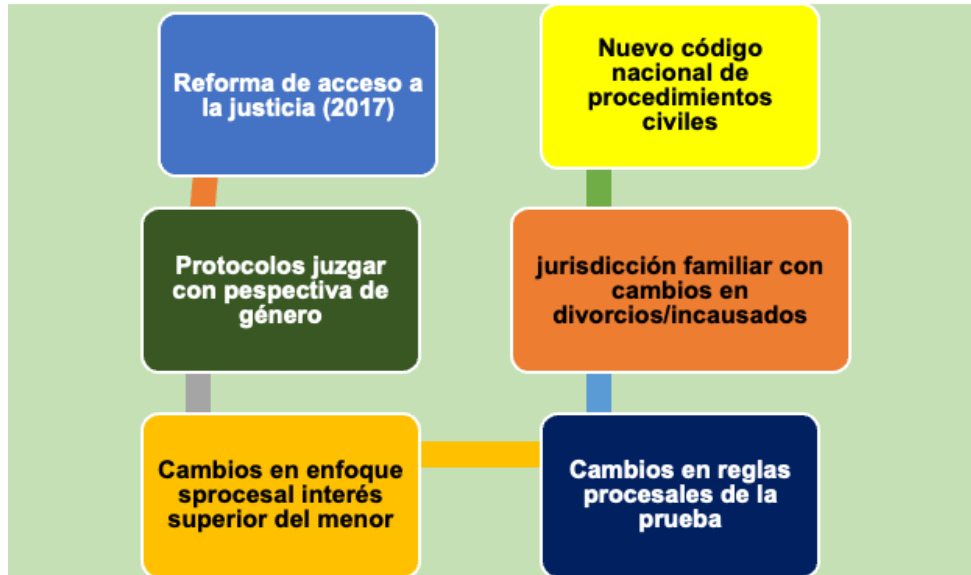 Reforma de acceso a
la justicia (2017)
Protocolos juzgar
con pespectiva de
género
Cambios en enfoque
sprocesal interés
superior del menor
Cambios en reglas
procesales de la
prueba
jurisdicción familiar con
cambios en
divorcios/incausados
Nuevo código
nacional de
procedimientos
civiles